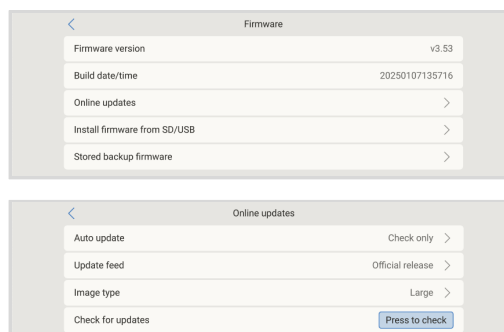 Firmware
Firmware version v3.53
Build date/time 20250107135716
Online updates
Install firmware from SD/USB
Stored backup firmware
Online updates
Auto update Check only
Update feed Official release
Image type Large
Check for updates Press to check